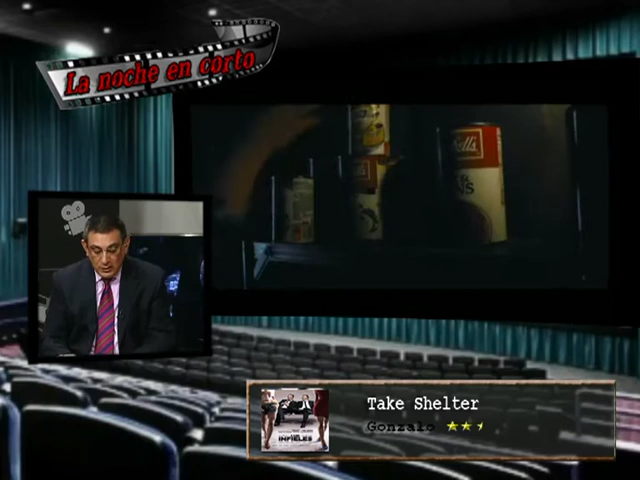 La noche en corto
Take Shelter
Gonzalo
INFIELES